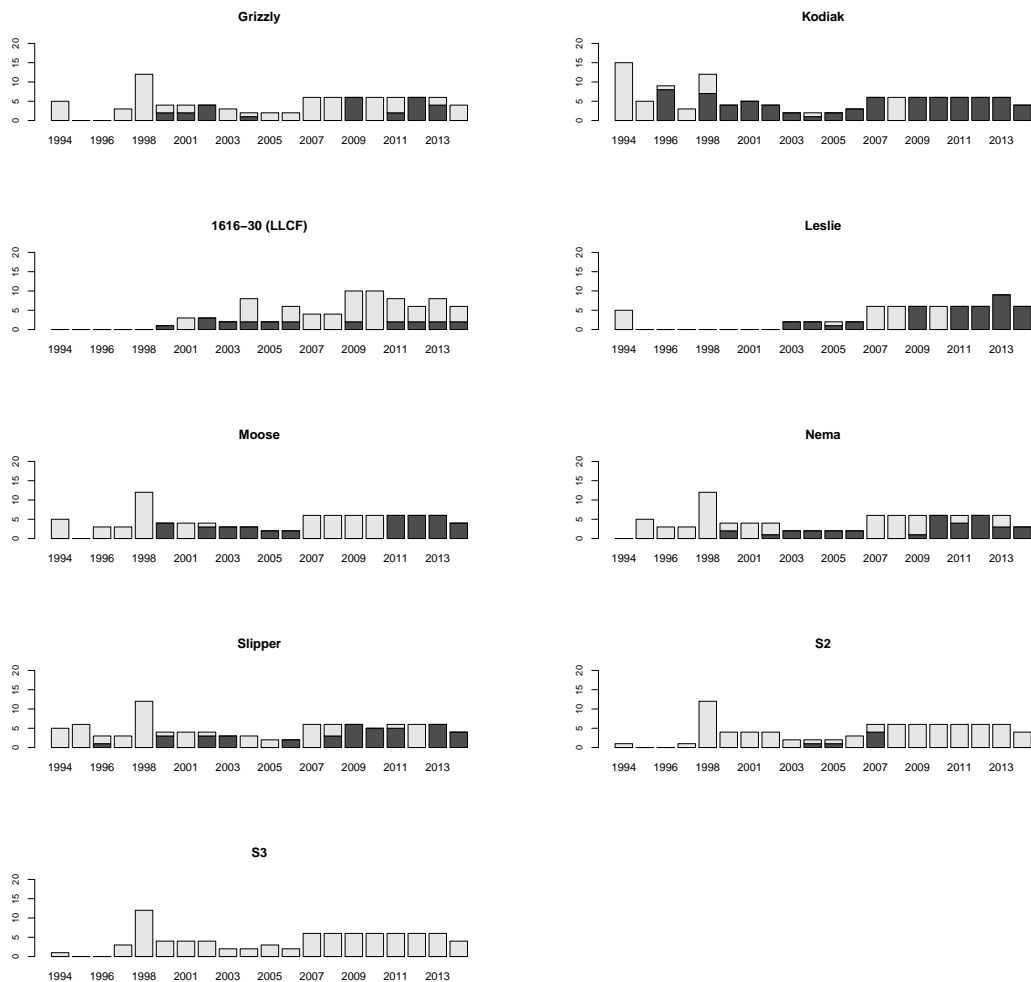 Grizzly
0 5 10 15 20
1994 1996 1998 2001 2003 2005 2007 2009 2011 2013
Kodiak
0 5 10 15 20
1994 1996 1998 2001 2003 2005 2007 2009 2011 2013
1616−30 (LLCF)
0 5 10 15 20
1994 1996 1998 2001 2003 2005 2007 2009 2011 2013
Leslie
0 5 10 15 20
1994 1996 1998 2001 2003 2005 2007 2009 2011 2013
Moose
0 5 10 15 20
1994 1996 1998 2001 2003 2005 2007 2009 2011 2013
Nema
0 5 10 15 20
1994 1996 1998 2001 2003 2005 2007 2009 2011 2013
Slipper
0 5 10 15 20
1994 1996 1998 2001 2003 2005 2007 2009 2011 2013
S2
0 5 10 15 20
1994 1996 1998 2001 2003 2005 2007 2009 2011 2013
S3
0 5 10 15 20
1994 1996 1998 2001 2003 2005 2007 2009 2011 2013